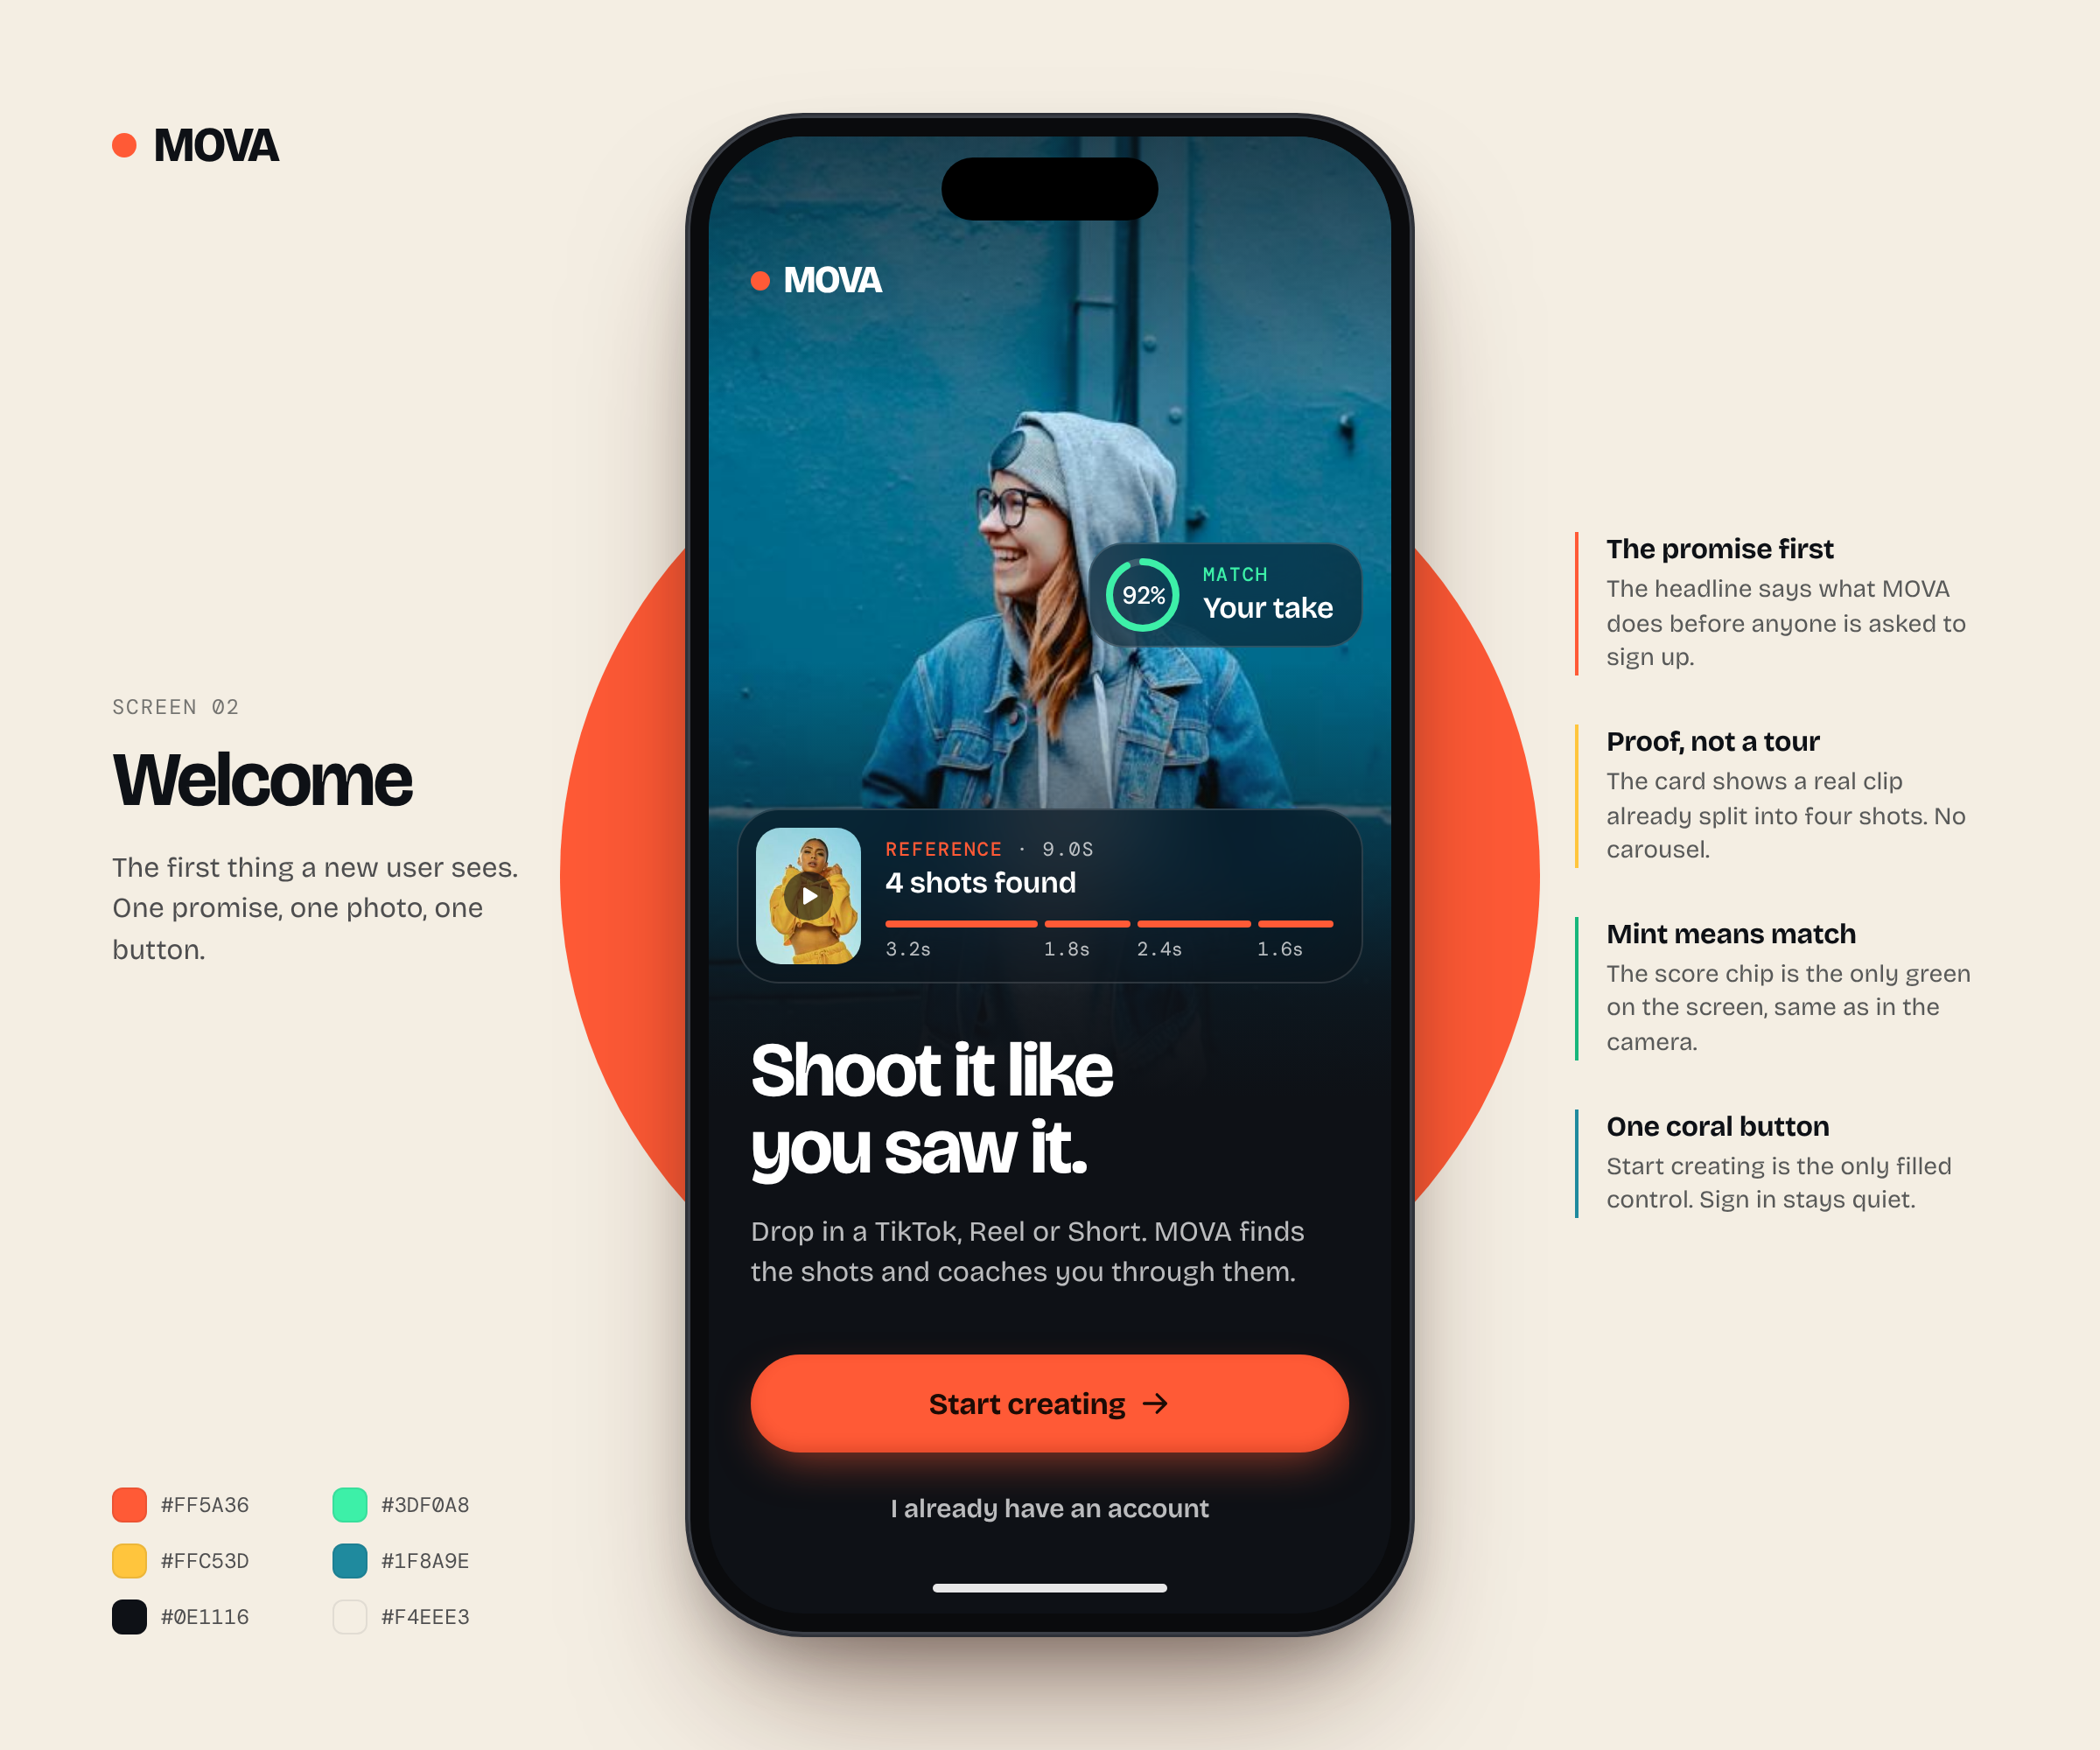 MOVA
SCREEN 02
Welcome
The first thing a new user sees.
One promise, one photo, one
button.
#FF5A36
#3DF0A8
#FFC53D
#1F8A9E
#0E1116
#F4EEE3
MOVA
92%
MATCH
Your take
REFERENCE · 9.0S
4 shots found
3.2s 1.8s 2.4s 1.6s
Shoot it like
you saw it.
Drop in a TikTok, Reel or Short. MOVA finds
the shots and coaches you through them.
Start creating →
I already have an account
The promise first
The headline says what MOVA
does before anyone is asked to
sign up.
Proof, not a tour
The card shows a real clip
already split into four shots. No
carousel.
Mint means match
The score chip is the only green
on the screen, same as in the
camera.
One coral button
Start creating is the only filled
control. Sign in stays quiet.